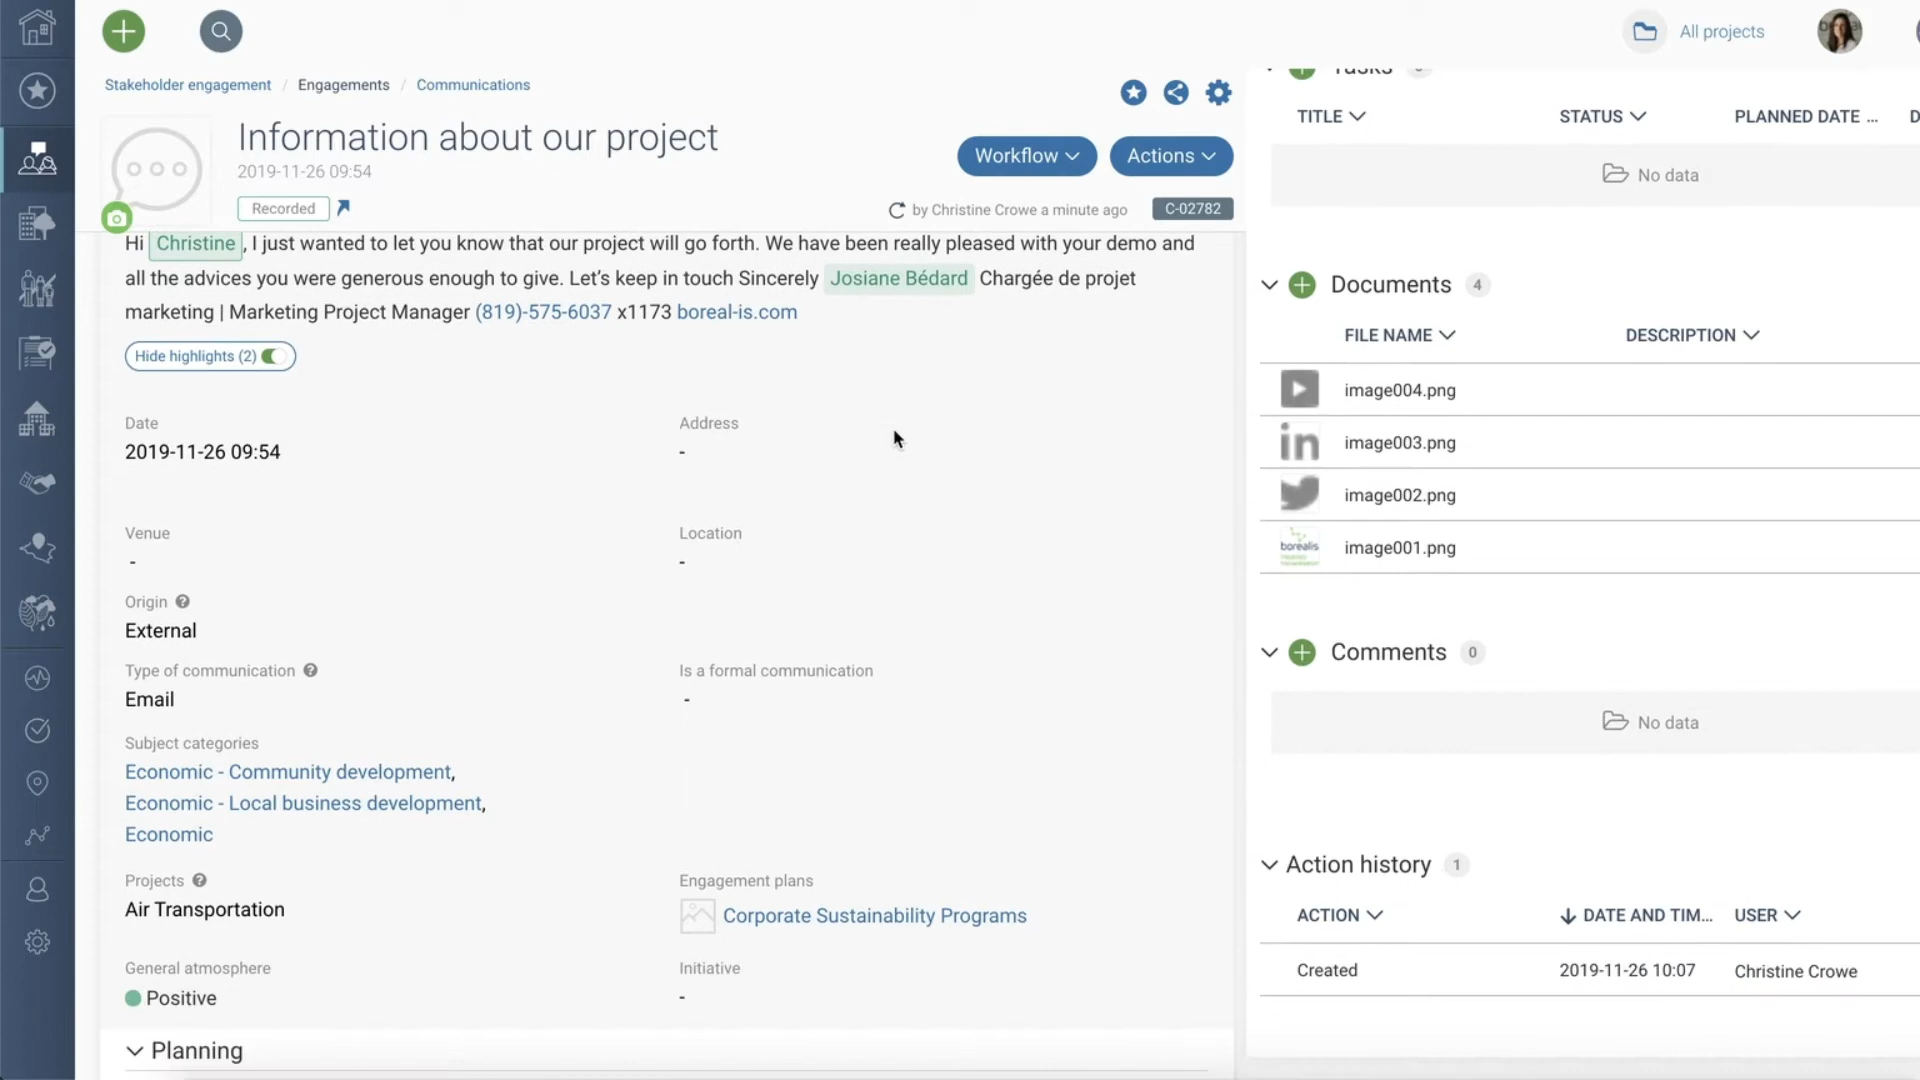 All projects
Stakeholder engagement / Engagements / Communications
Information about our project
2019-11-26 09:54
Workflow
Actions
Recorded
by Christine Crowe a minute ago
C-02782
Hi Christine, I just wanted to let you know that our project will go forth. We have been really pleased with your demo and
all the advices you were generous enough to give. Let's keep in touch Sincerely Josiane Bédard Chargée de projet
marketing | Marketing Project Manager (819)-575-6037 x1173 boreal-is.com
Hide highlights (2)
Date
2019-11-26 09:54
Address
-
Venue
-
Location
-
Origin
External
Type of communication
Email
Is a formal communication
-
Subject categories
Economic - Community development,
Economic - Local business development,
Economic
Projects
Air Transportation
Engagement plans
Corporate Sustainability Programs
General atmosphere
Positive
Initiative
-
Planning
Tasks
TITLE STATUS PLANNED DATE ... D
No data
Documents 4
FILE NAME DESCRIPTION
image004.png
in image003.png
image002.png
borealis image001.png
Comments 0
No data
Action history 1
ACTION DATE AND TIM... USER
Created 2019-11-26 10:07 Christine Crowe